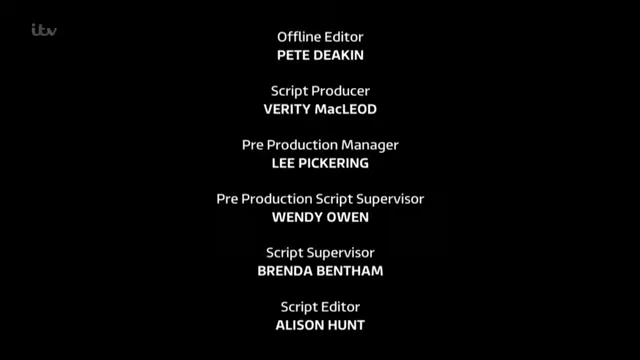 itv
Offline Editor
PETE DEAKIN
Script Producer
VERITY MacLEOD
Pre Production Manager
LEE PICKERING
Pre Production Script Supervisor
WENDY OWEN
Script Supervisor
BRENDA BENTHAM
Script Editor
ALISON HUNT